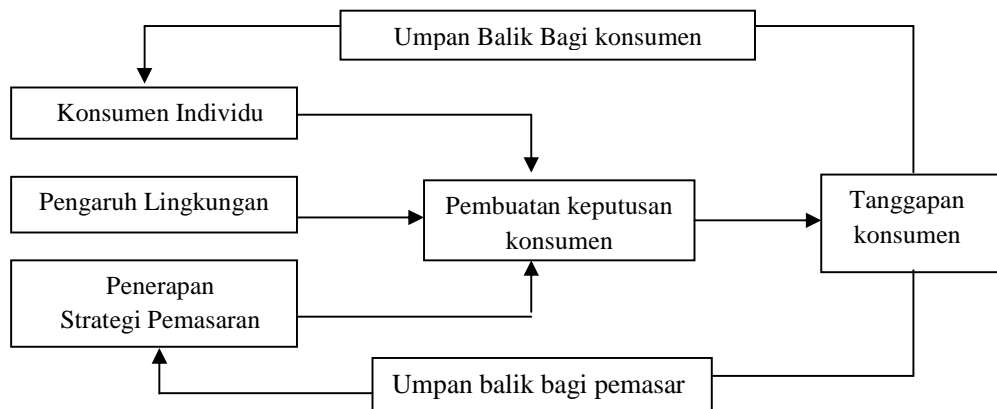 Umpan Balik Bagi konsumen
Konsumen Individu
Pengaruh Lingkungan
Pembuatan keputusan
konsumen
Tanggapan
konsumen
Penerapan
Strategi Pemasaran
Umpan balik bagi pemasar